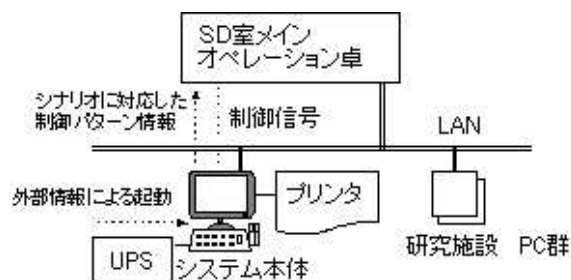 SD室メイン
オペレーション卓
シナリオに対応した
制御パターン情報
制御信号
LAN
外部情報による起動
プリンタ
UPS
システム本体
研究施設 PC群